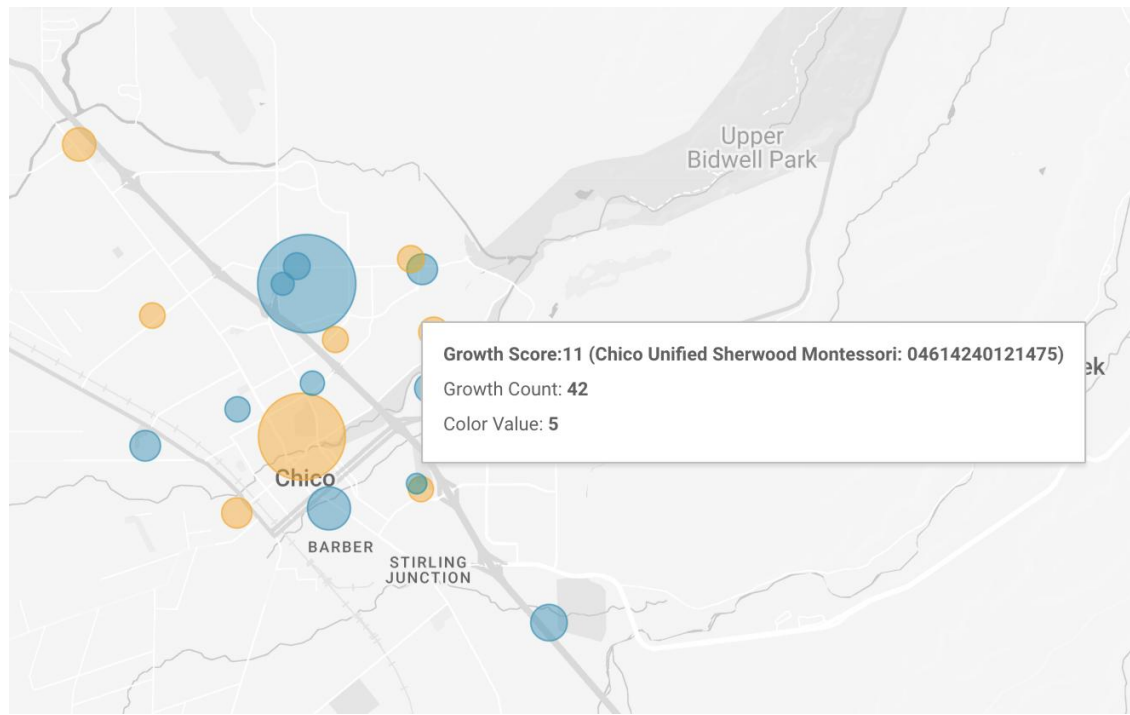 Upper
Bidwell Park
Growth Score:11 (Chico Unified Sherwood Montessori: 04614240121475)
Growth Count: 42
Color Value: 5
ek
Chico
BARBER
STIRLING
JUNCTION